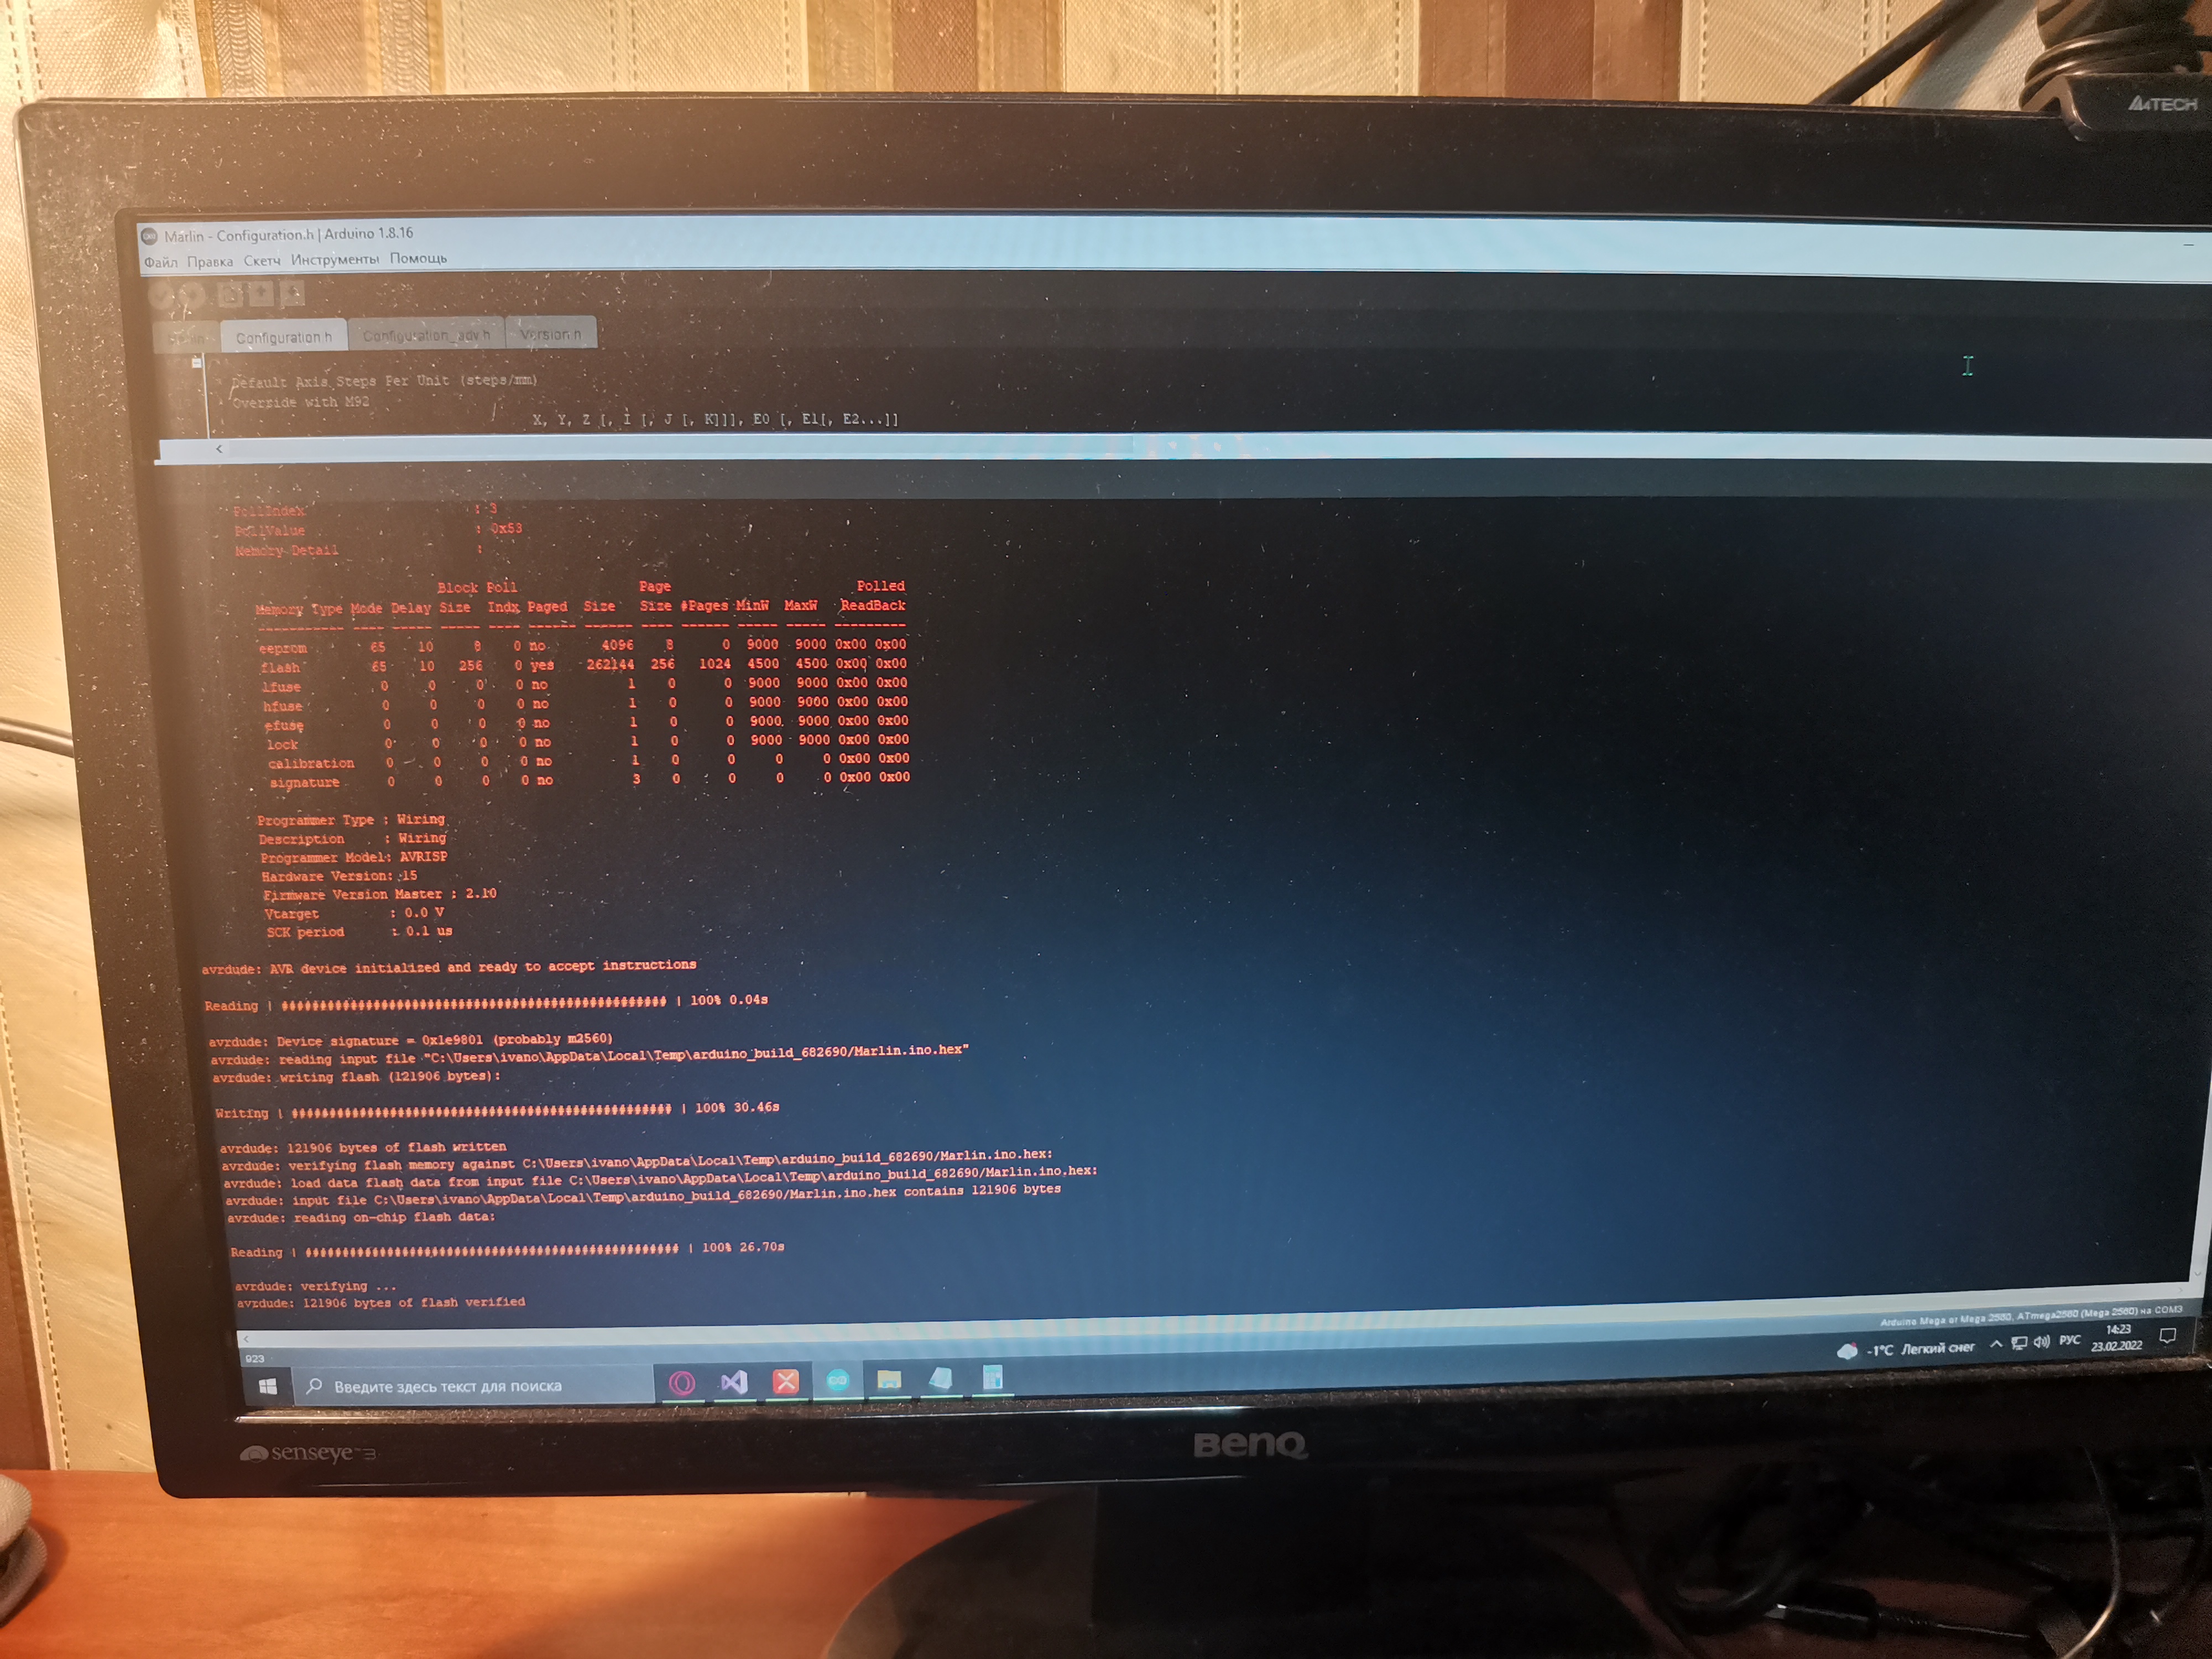 A4TECH
Marlin - Configuration.h | Arduino 1.8.16
Файл Правка Скетч Инструменты Помощь
Configuration.h Configuration_adv.h Version.h
Default Axis Steps Per Unit (steps/mm)
Override with M92
X, Y, Z [, I [, J [, K]]], E0 [, E1[, E2...]]
PollIndex : 3
PollValue : 0x53
Memory Detail :
Block Poll Page Polled
Memory Type Mode Delay Size Indx Paged Size Size #Pages MinW MaxW ReadBack
----------- ---- ----- ----- ---- ------ ------ ---- ------ ----- ----- ---------
eeprom 65 10 8 0 no 4096 8 0 9000 9000 0x00 0x00
flash 65 10 256 0 yes 262144 256 1024 4500 4500 0x00 0x00
lfuse 0 0 0 0 no 1 0 0 9000 9000 0x00 0x00
hfuse 0 0 0 0 no 1 0 0 9000 9000 0x00 0x00
efuse 0 0 0 0 no 1 0 0 9000 9000 0x00 0x00
lock 0 0 0 0 no 1 0 0 9000 9000 0x00 0x00
calibration 0 0 0 0 no 1 0 0 0 0 0x00 0x00
signature 0 0 0 0 no 3 0 0 0 0 0x00 0x00
Programmer Type : Wiring
Description : Wiring
Programmer Model: AVRISP
Hardware Version: 15
Firmware Version Master : 2.10
Vtarget : 0.0 V
SCK period : 0.1 us
avrdude: AVR device initialized and ready to accept instructions
Reading | ################################################## | 100% 0.04s
avrdude: Device signature = 0x1e9801 (probably m2560)
avrdude: reading input file "C:\Users\ivano\AppData\Local\Temp\arduino_build_682690/Marlin.ino.hex"
avrdude: writing flash (121906 bytes):
Writing | ################################################## | 100% 30.46s
avrdude: 121906 bytes of flash written
avrdude: verifying flash memory against C:\Users\ivano\AppData\Local\Temp\arduino_build_682690/Marlin.ino.hex:
avrdude: load data flash data from input file C:\Users\ivano\AppData\Local\Temp\arduino_build_682690/Marlin.ino.hex:
avrdude: input file C:\Users\ivano\AppData\Local\Temp\arduino_build_682690/Marlin.ino.hex contains 121906 bytes
avrdude: reading on-chip flash data:
Reading | ################################################## | 100% 26.70s
avrdude: verifying ...
avrdude: 121906 bytes of flash verified
923 Arduino Mega or Mega 2560, ATmega2560 (Mega 2560) на COM3
Введите здесь текст для поиска -1°C Легкий снег РУС 14:23
23.02.2022
senseye 3
BenQ